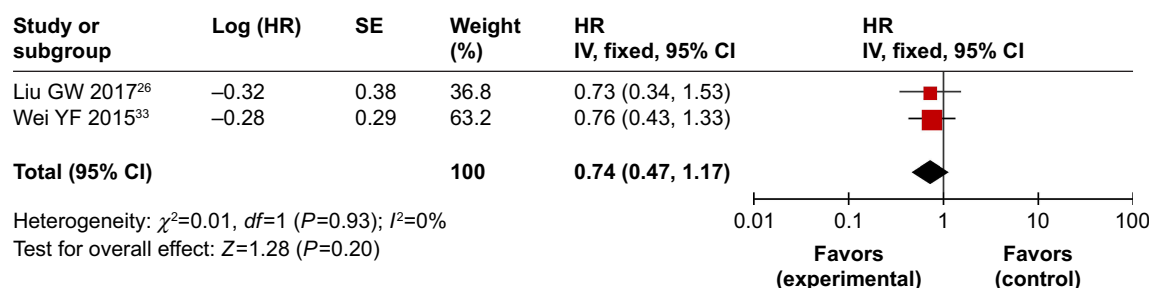 Study or subgroup Log (HR) SE Weight (%) HR IV, fixed, 95% CI HR IV, fixed, 95% CI
Liu GW 2017²⁶ –0.32 0.38 36.8 0.73 (0.34, 1.53)
Wei YF 2015³³ –0.28 0.29 63.2 0.76 (0.43, 1.33)
Total (95% CI) 100 0.74 (0.47, 1.17)
Heterogeneity: χ²=0.01, df=1 (P=0.93); I²=0%
Test for overall effect: Z=1.28 (P=0.20)
0.01 0.1 1 10 100
Favors (experimental) Favors (control)